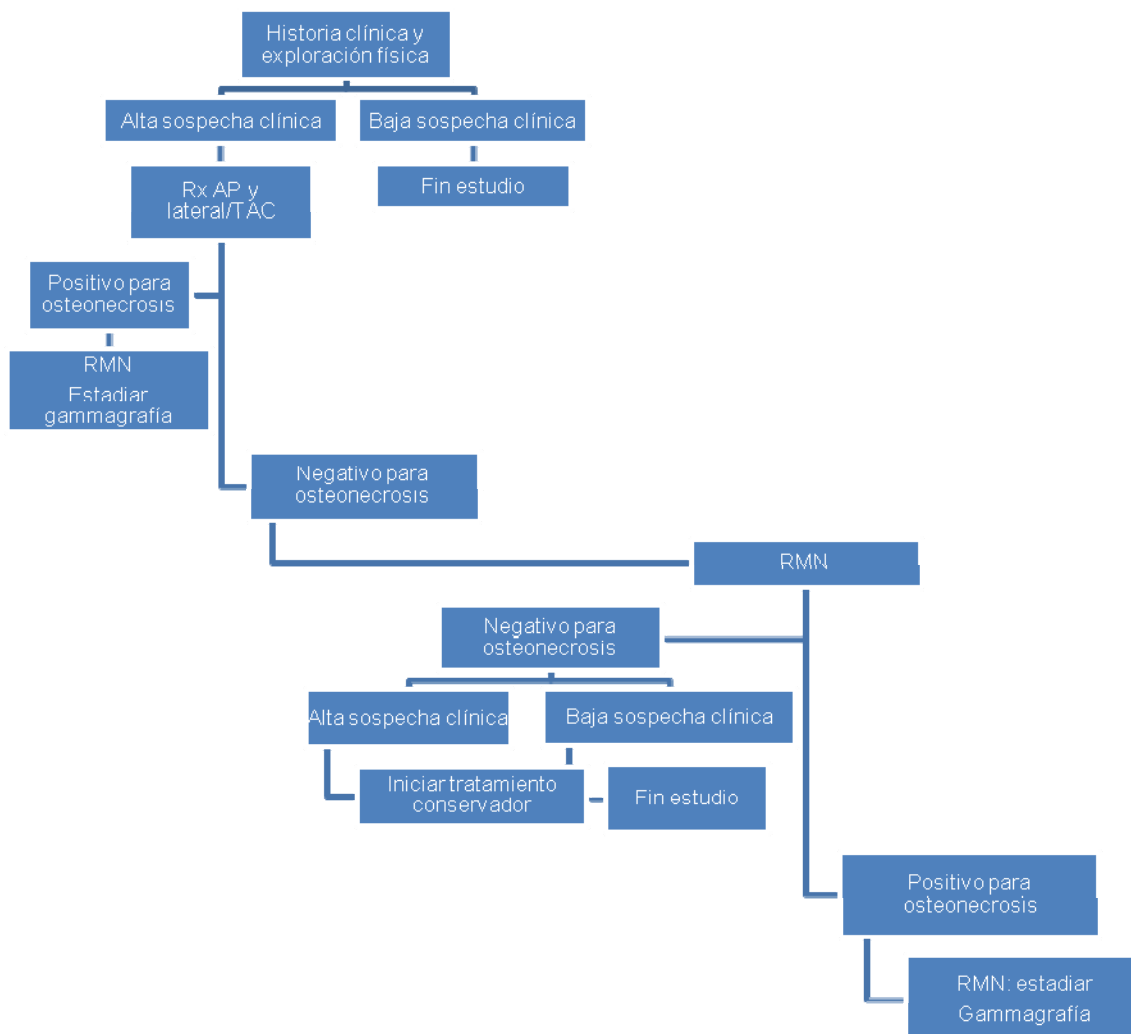 Historia clínica y
exploración física
Alta sospecha clínica
Baja sospecha clínica
Rx AP y
lateral/TAC
Fin estudio
Positivo para
osteonecrosis
RMN
Estadiar
gammagrafía
Negativo para
osteonecrosis
RMN
Negativo para
osteonecrosis
Alta sospecha clínica
Baja sospecha clínica
Iniciar tratamiento
conservador
Fin estudio
Positivo para
osteonecrosis
RMN: estadiar
Gammagrafía